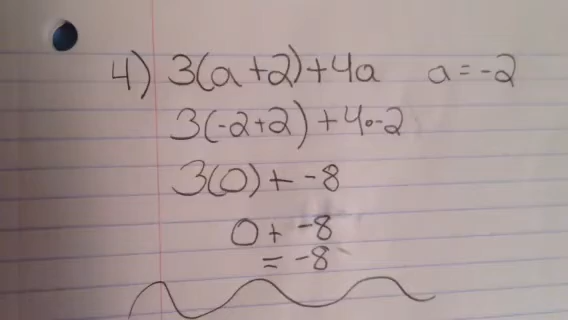 4) 3(a+2)+4a a=-2
3(-2+2)+4•-2
3(0)+ -8
0+ -8
= -8